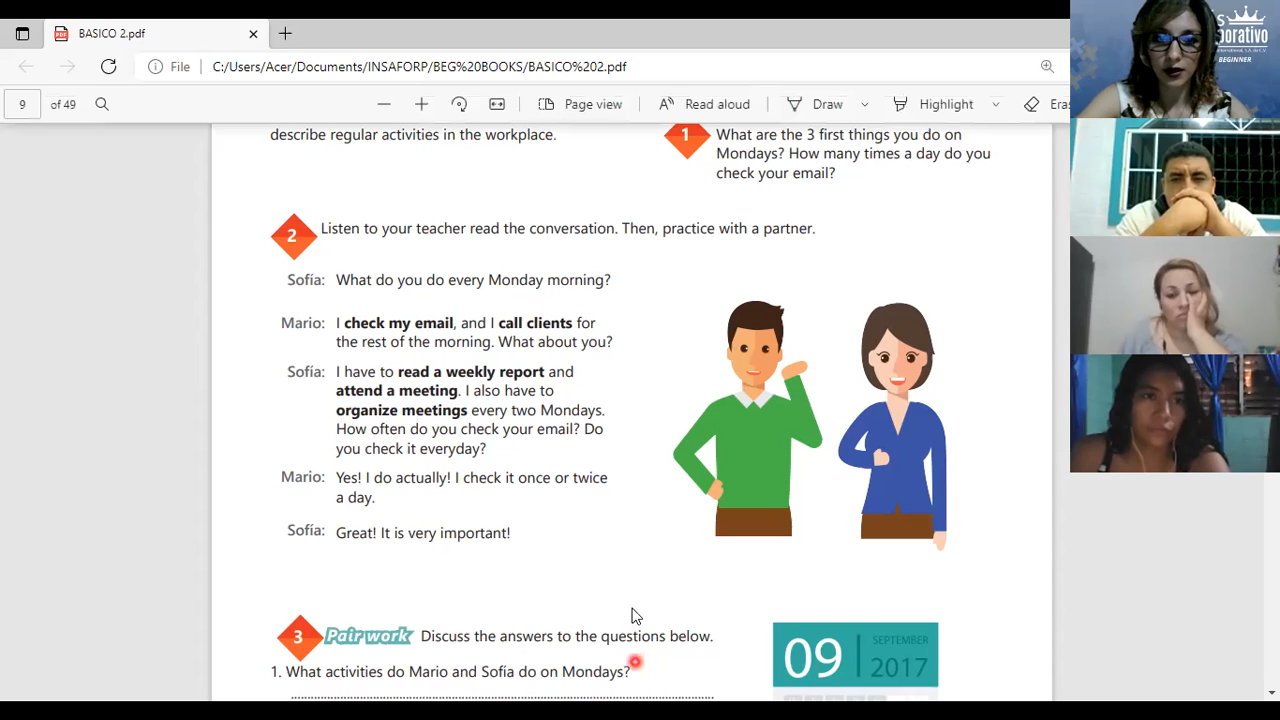 BASICO 2.pdf
File
C:/Users/Acer/Documents/INSAFORP/BEG%20BOOKS/BASICO%202.pdf
9
of 49
Page view
Read aloud
Draw
Highlight
Eras
describe regular activities in the workplace.
1
What are the 3 first things you do on
Mondays? How many times a day do you
check your email?
2
Listen to your teacher read the conversation. Then, practice with a partner.
Sofía: What do you do every Monday morning?
Mario: I check my email, and I call clients for
the rest of the morning. What about you?
Sofía: I have to read a weekly report and
attend a meeting. I also have to
organize meetings every two Mondays.
How often do you check your email? Do
you check it everyday?
Mario: Yes! I do actually! I check it once or twice
a day.
Sofía: Great! It is very important!
3
Pair work Discuss the answers to the questions below.
1. What activities do Mario and Sofía do on Mondays?
09
SEPTEMBER
2017
porativo
BEGINNER